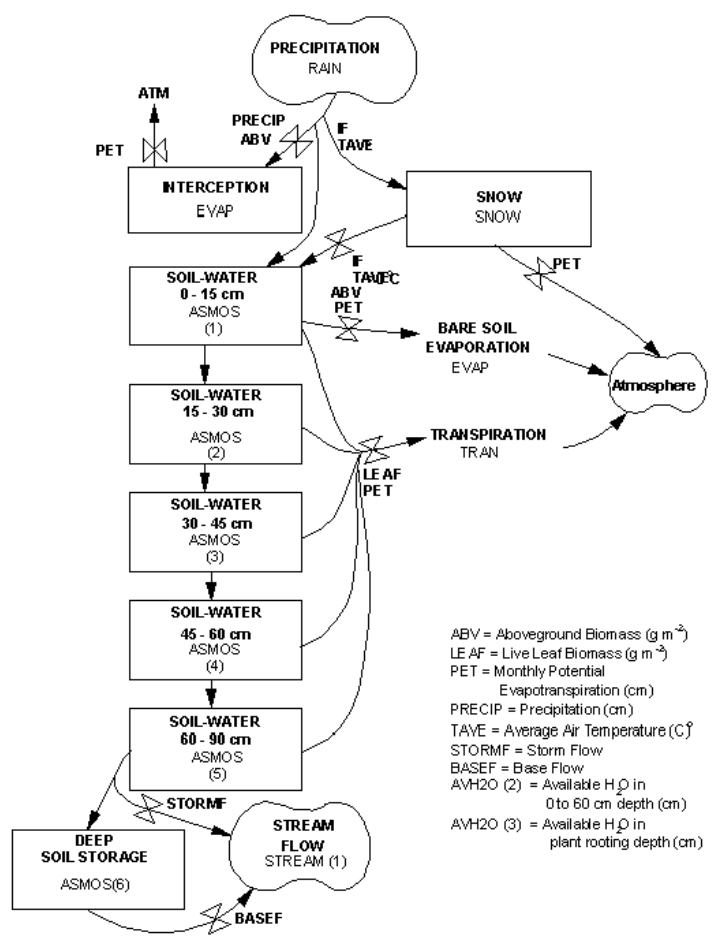 PRECIPITATION
RAIN
ATM
PRECIP
ABV
IF
TAVE
PET
INTERCEPTION
EVAP
SNOW
SNOW
IF
PET
SOIL-WATER
0 - 15 cm
ASMOS
(1)
ABV
PET
BARE SOIL
EVAPORATION
EVAP
Atmosphere
SOIL-WATER
15 - 30 cm
ASMOS
(2)
TRANSPIRATION
TRAN
LEAF
PET
SOIL-WATER
30 - 45 cm
ASMOS
(3)
SOIL-WATER
45 - 60 cm
ASMOS
(4)
SOIL-WATER
60 - 90 cm
ASMOS
(5)
STORMF
DEEP
SOIL STORAGE
ASMOS(6)
STREAM
FLOW
STREAM (1)
BASEF
ABV = Aboveground Biomass (g m⁻²)
LEAF = Live Leaf Biomass (g m⁻²)
PET = Monthly Potential
Evapotranspiration (cm)
PRECIP = Precipitation (cm)
TAVE = Average Air Temperature (C)°
STORMF = Storm Flow
BASEF = Base Flow
AVH2O (2) = Available H₂O in
0 to 60 cm depth (cm)
AVH2O (3) = Available H₂O in
plant rooting depth (cm)